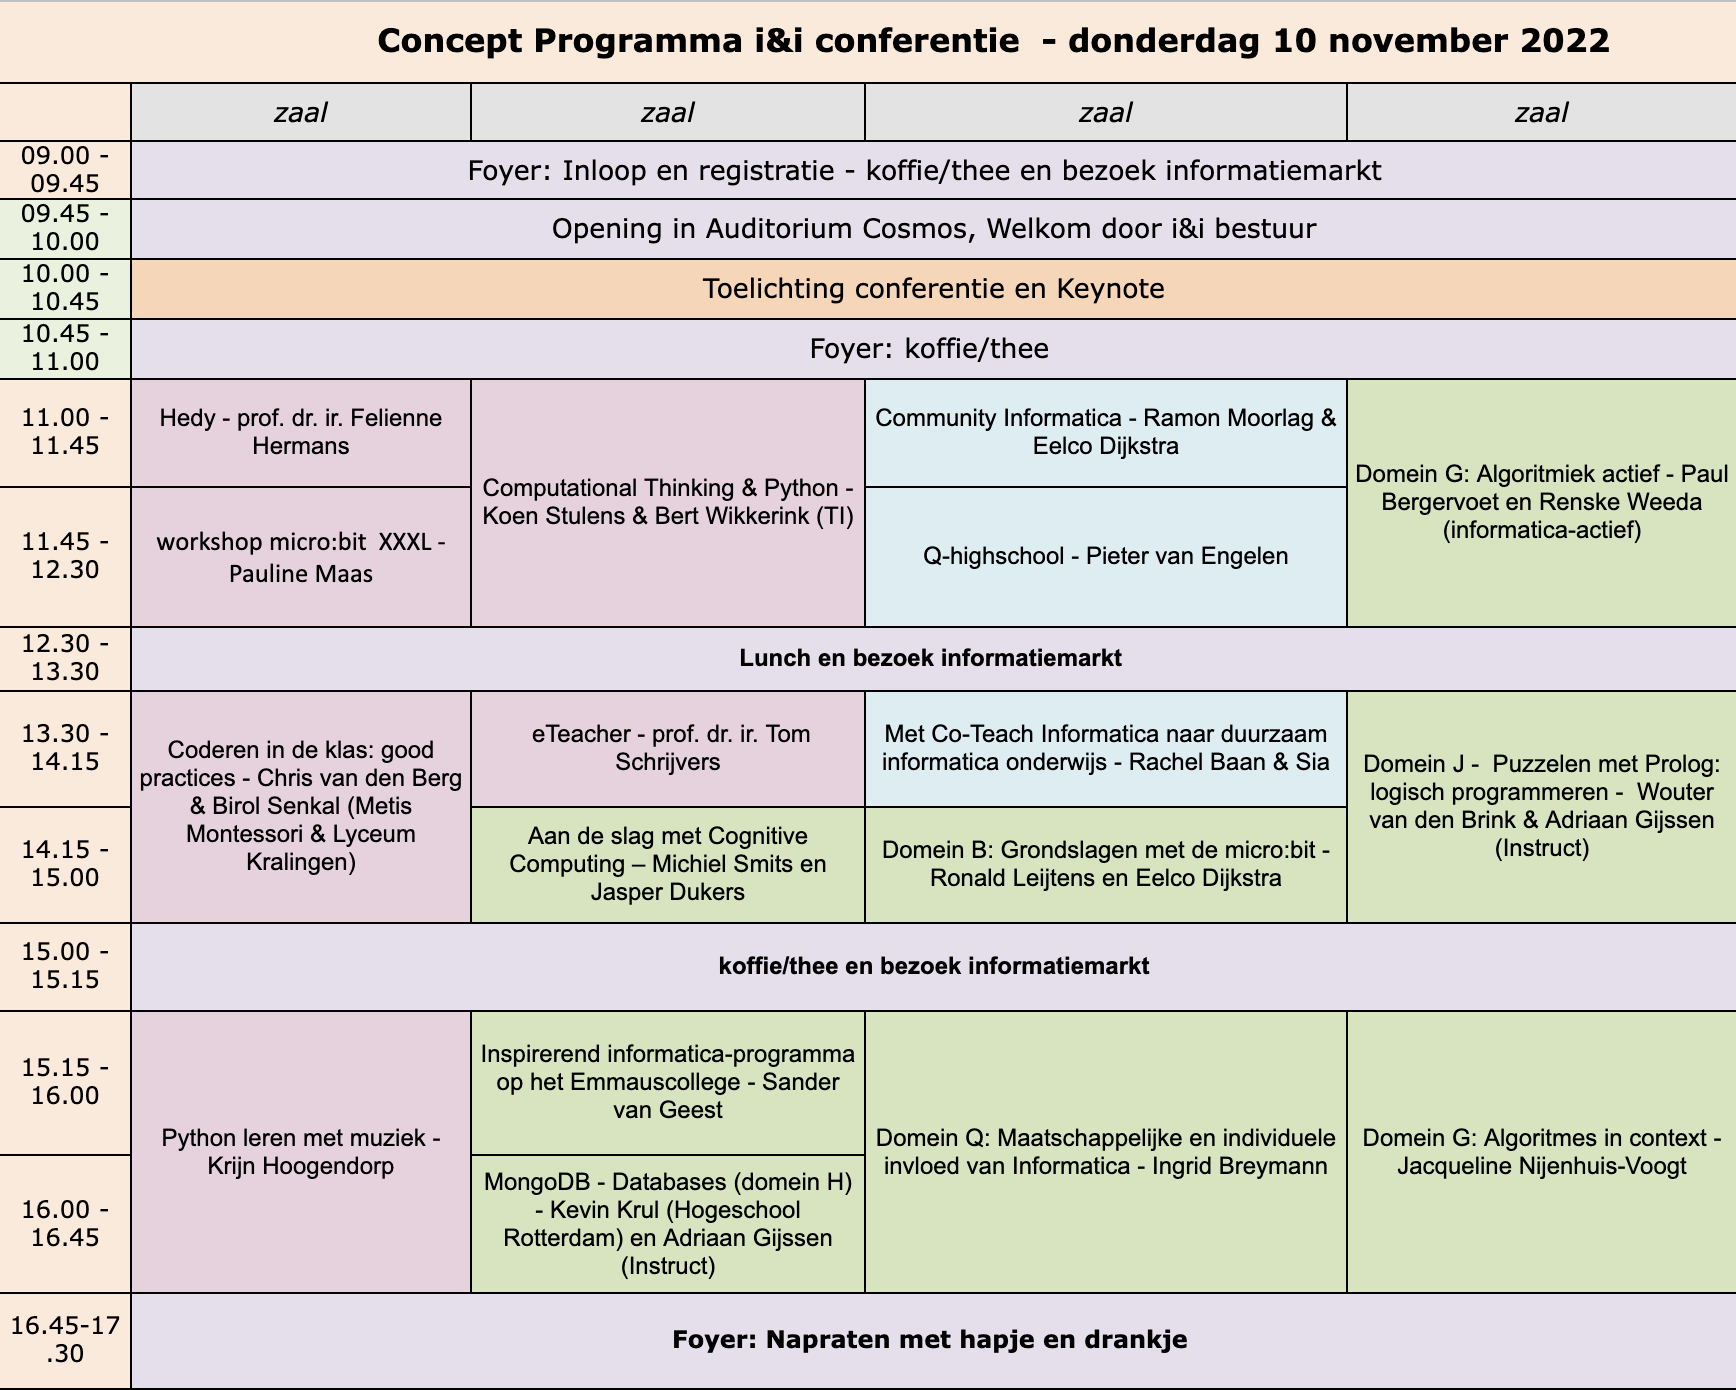 Concept Programma i&i conferentie  - donderdag 10 november 2022
zaal
zaal
zaal
zaal
09.00 -
09.45
Foyer: Inloop en registratie - koffie/thee en bezoek informatiemarkt
09.45 -
10.00
Opening in Auditorium Cosmos, Welkom door i&i bestuur
10.00 -
10.45
Toelichting conferentie en Keynote
10.45 -
11.00
Foyer: koffie/thee
11.00 -
11.45
Hedy - prof. dr. ir. Felienne
Hermans
Computational Thinking & Python -
Koen Stulens & Bert Wikkerink (TI)
Community Informatica - Ramon Moorlag &
Eelco Dijkstra
Domein G: Algoritmiek actief - Paul
Bergervoet en Renske Weeda
(informatica-actief)
11.45 -
12.30
workshop micro:bit  XXXL -
Pauline Maas
Q-highschool - Pieter van Engelen
12.30 -
13.30
Lunch en bezoek informatiemarkt
13.30 -
14.15
Coderen in de klas: good
practices - Chris van den Berg
& Birol Senkal (Metis
Montessori & Lyceum
Kralingen)
eTeacher - prof. dr. ir. Tom
Schrijvers
Met Co-Teach Informatica naar duurzaam
informatica onderwijs - Rachel Baan & Sia
Domein J -  Puzzelen met Prolog:
logisch programmeren -  Wouter
van den Brink & Adriaan Gijssen
(Instruct)
14.15 -
15.00
Aan de slag met Cognitive
Computing – Michiel Smits en
Jasper Dukers
Domein B: Grondslagen met de micro:bit -
Ronald Leijtens en Eelco Dijkstra
15.00 -
15.15
koffie/thee en bezoek informatiemarkt
15.15 -
16.00
Python leren met muziek -
Krijn Hoogendorp
Inspirerend informatica-programma
op het Emmauscollege - Sander
van Geest
Domein Q: Maatschappelijke en individuele
invloed van Informatica - Ingrid Breymann
Domein G: Algoritmes in context -
Jacqueline Nijenhuis-Voogt
16.00 -
16.45
MongoDB - Databases (domein H)
- Kevin Krul (Hogeschool
Rotterdam) en Adriaan Gijssen
(Instruct)
16.45-17
.30
Foyer: Napraten met hapje en drankje